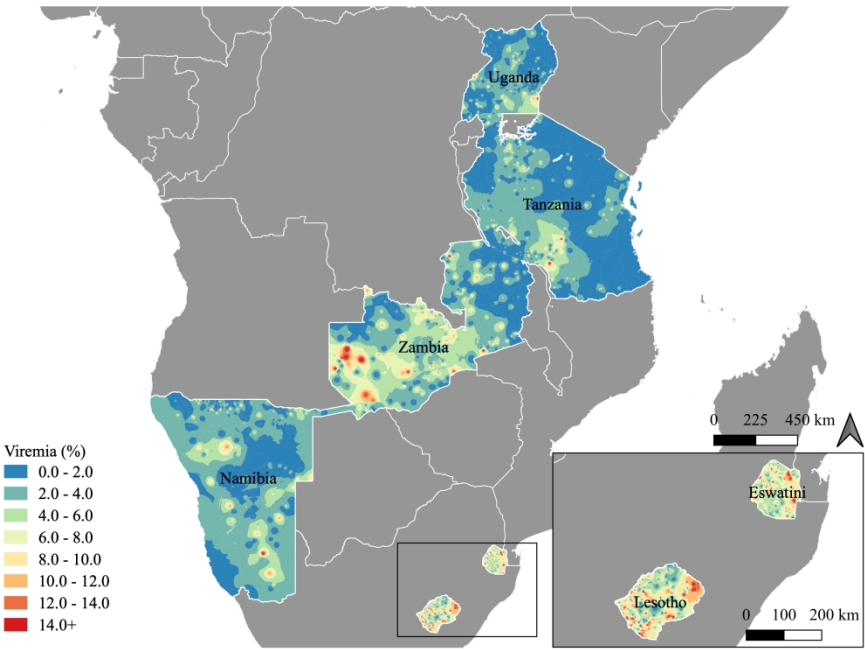 Uganda
Tanzania
Zambia
Namibia
Viremia (%)
0.0 - 2.0
2.0 - 4.0
4.0 - 6.0
6.0 - 8.0
8.0 - 10.0
10.0 - 12.0
12.0 - 14.0
14.0+
0 225 450 km
Eswatini
Lesotho
0 100 200 km